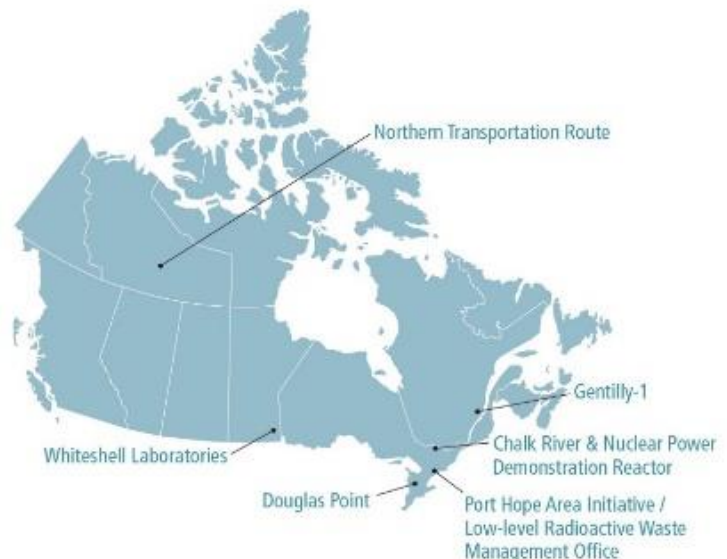 Northern Transportation Route
Gentilly-1
Chalk River & Nuclear Power
Demonstration Reactor
Whiteshell Laboratories
Douglas Point
Port Hope Area Initiative /
Low-level Radioactive Waste
Management Office